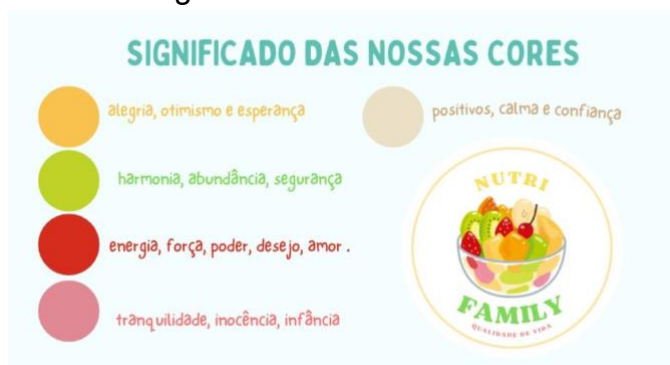 SIGNIFICADO DAS NOSSAS CORES
alegria, otimismo e esperança
positivos, calma e confiança
harmonia, abundância, segurança
energia, força, poder, desejo, amor .
tranquilidade, inocência, infância
NUTRI
FAMILY
QUALIDADE DE VIDA